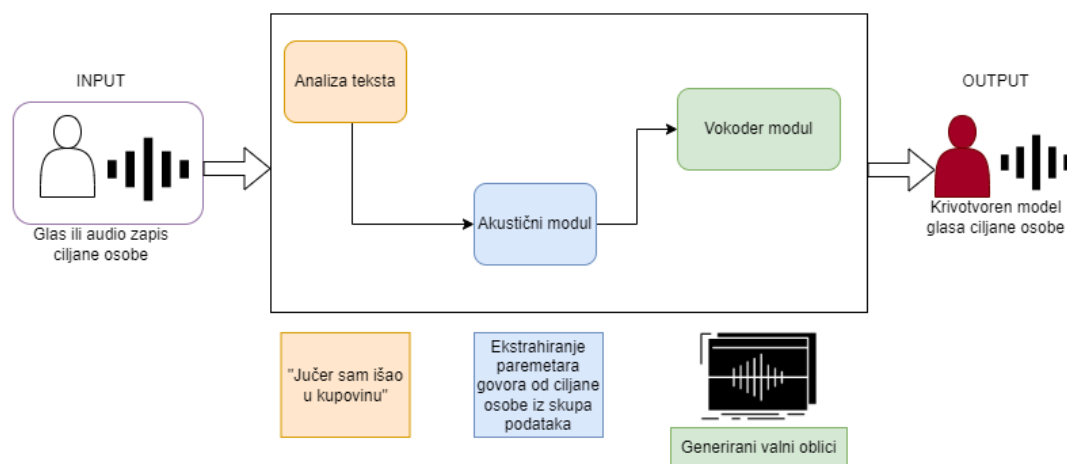 INPUT
Glas ili audio zapis
ciljane osobe
Analiza teksta
Akustični modul
Vokoder modul
OUTPUT
Krivotvoren model
glasa ciljane osobe
"Jučer sam išao
u kupovinu"
Ekstrahiranje
paremetara
govora od ciljane
osobe iz skupa
podataka
Generirani valni oblici